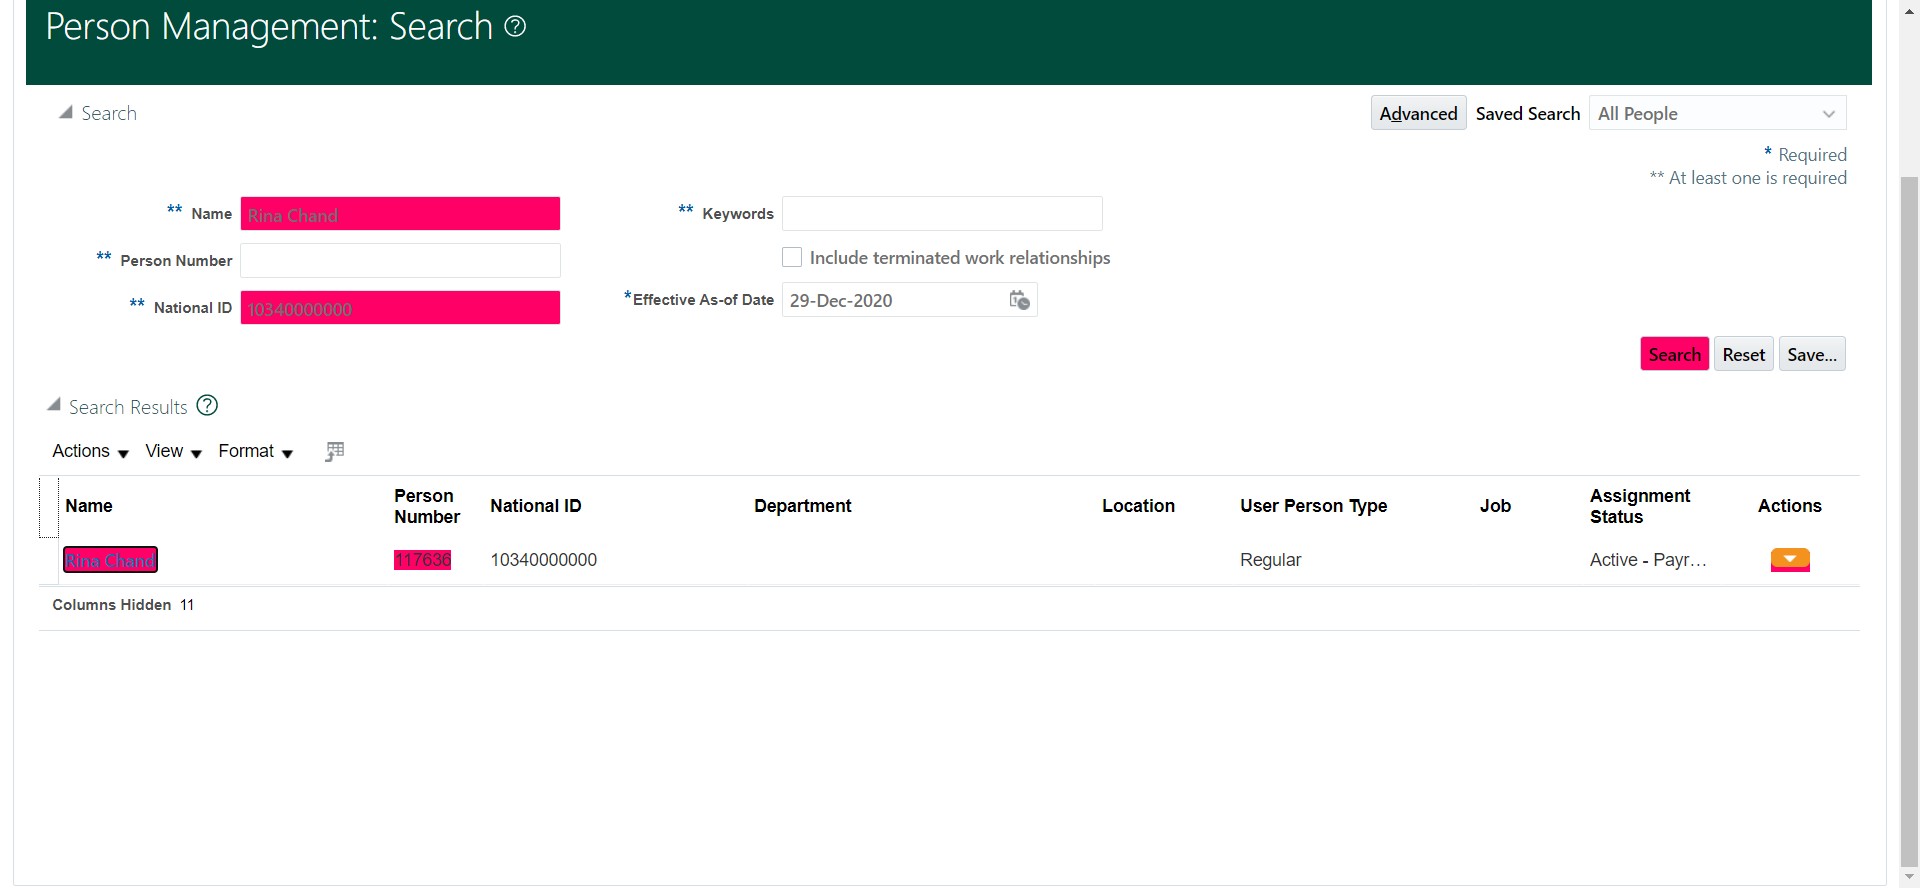 Person Management: Search
Search
Advanced Saved Search All People
* Required
** At least one is required
** Name Rina Chand
** Keywords
** Person Number
Include terminated work relationships
** National ID 10340000000
*Effective As-of Date 29-Dec-2020
Search Reset Save...
Search Results
Actions View Format
Name Person Number National ID Department Location User Person Type Job Assignment Status Actions
Rina Chand 117636 10340000000 Regular Active - Payr...
Columns Hidden 11